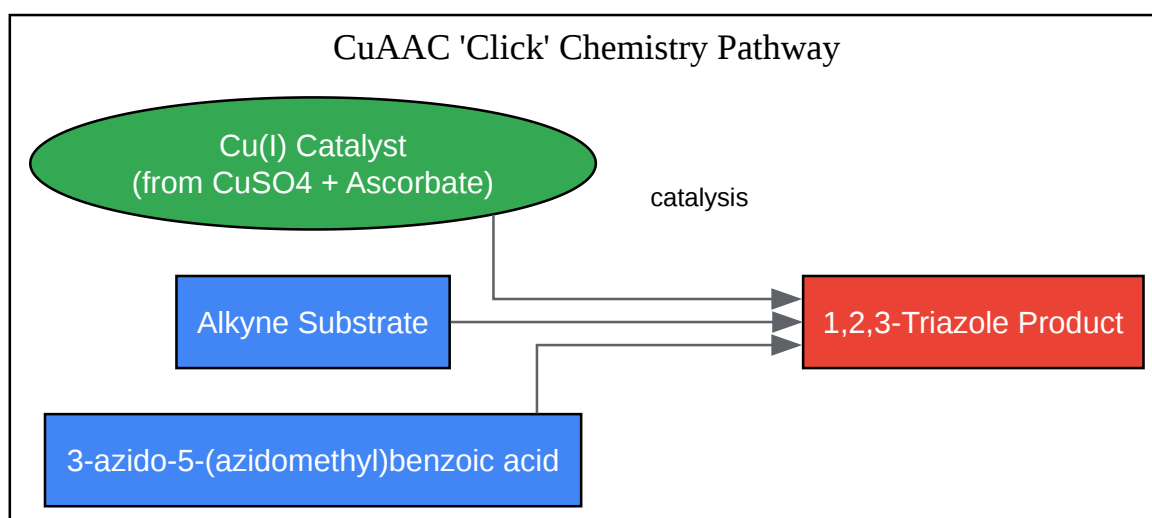 CuAAC 'Click' Chemistry Pathway
Cu(I) Catalyst
(from CuSO4 + Ascorbate)
catalysis
Alkyne Substrate
1,2,3-Triazole Product
3-azido-5-(azidomethyl)benzoic acid